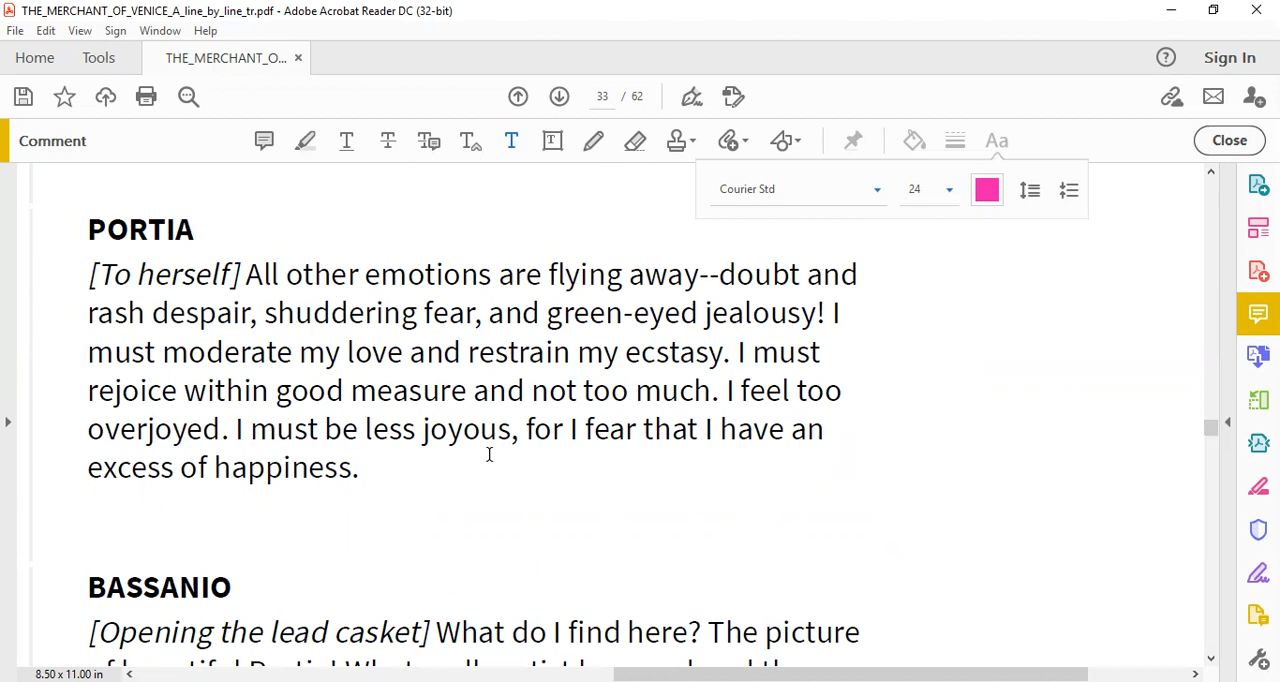 THE_MERCHANT_OF_VENICE_A_line_by_line_tr.pdf - Adobe Acrobat Reader DC (32-bit)
File Edit View Sign Window Help
Home Tools THE_MERCHANT_O... × Sign In
33 / 62
Comment Close
Courier Std 24
PORTIA
[To herself] All other emotions are flying away--doubt and
rash despair, shuddering fear, and green-eyed jealousy! I
must moderate my love and restrain my ecstasy. I must
rejoice within good measure and not too much. I feel too
overjoyed. I must be less joyous, for I fear that I have an
excess of happiness.
BASSANIO
[Opening the lead casket] What do I find here? The picture
8.50 x 11.00 in